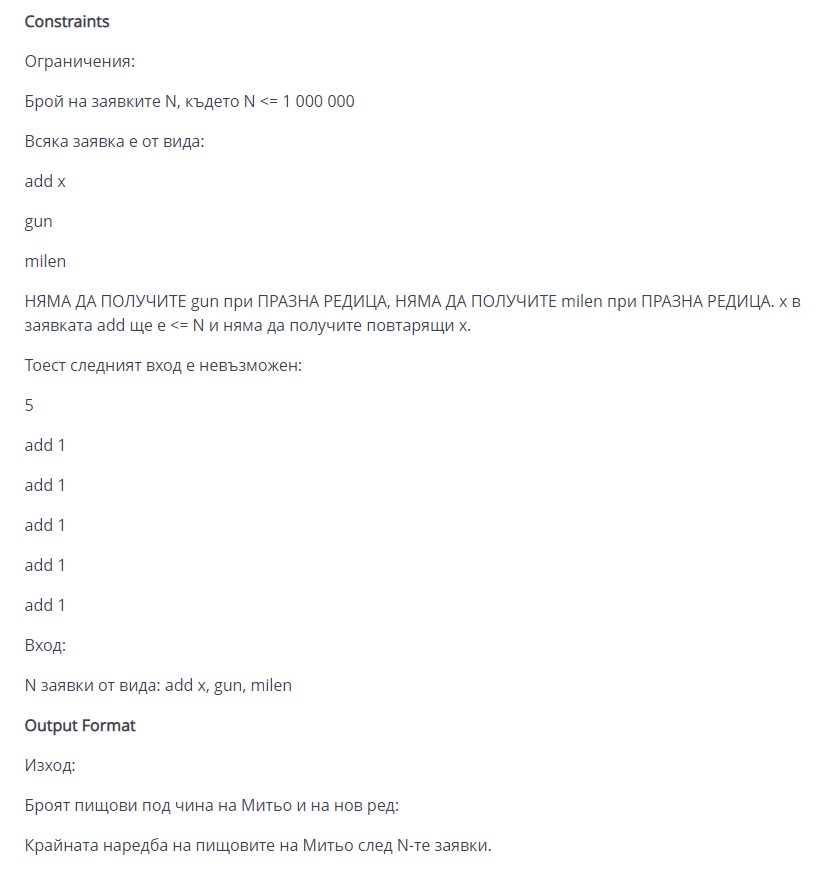 Constraints
Ограничения:
Брой на заявките N, където N <= 1 000 000
Всяка заявка е от вида:
add x
gun
milen
НЯМА ДА ПОЛУЧИТЕ gun при ПРАЗНА РЕДИЦА, НЯМА ДА ПОЛУЧИТЕ milen при ПРАЗНА РЕДИЦА. x в
заявката add ще е <= N и няма да получите повтарящи x.
Тоест следният вход е невъзможен:
5
add 1
add 1
add 1
add 1
add 1
Вход:
N заявки от вида: add x, gun, milen
Output Format
Изход:
Броят пищови под чина на Митьо и на нов ред:
Крайната наредба на пищовите на Митьо след N-те заявки.